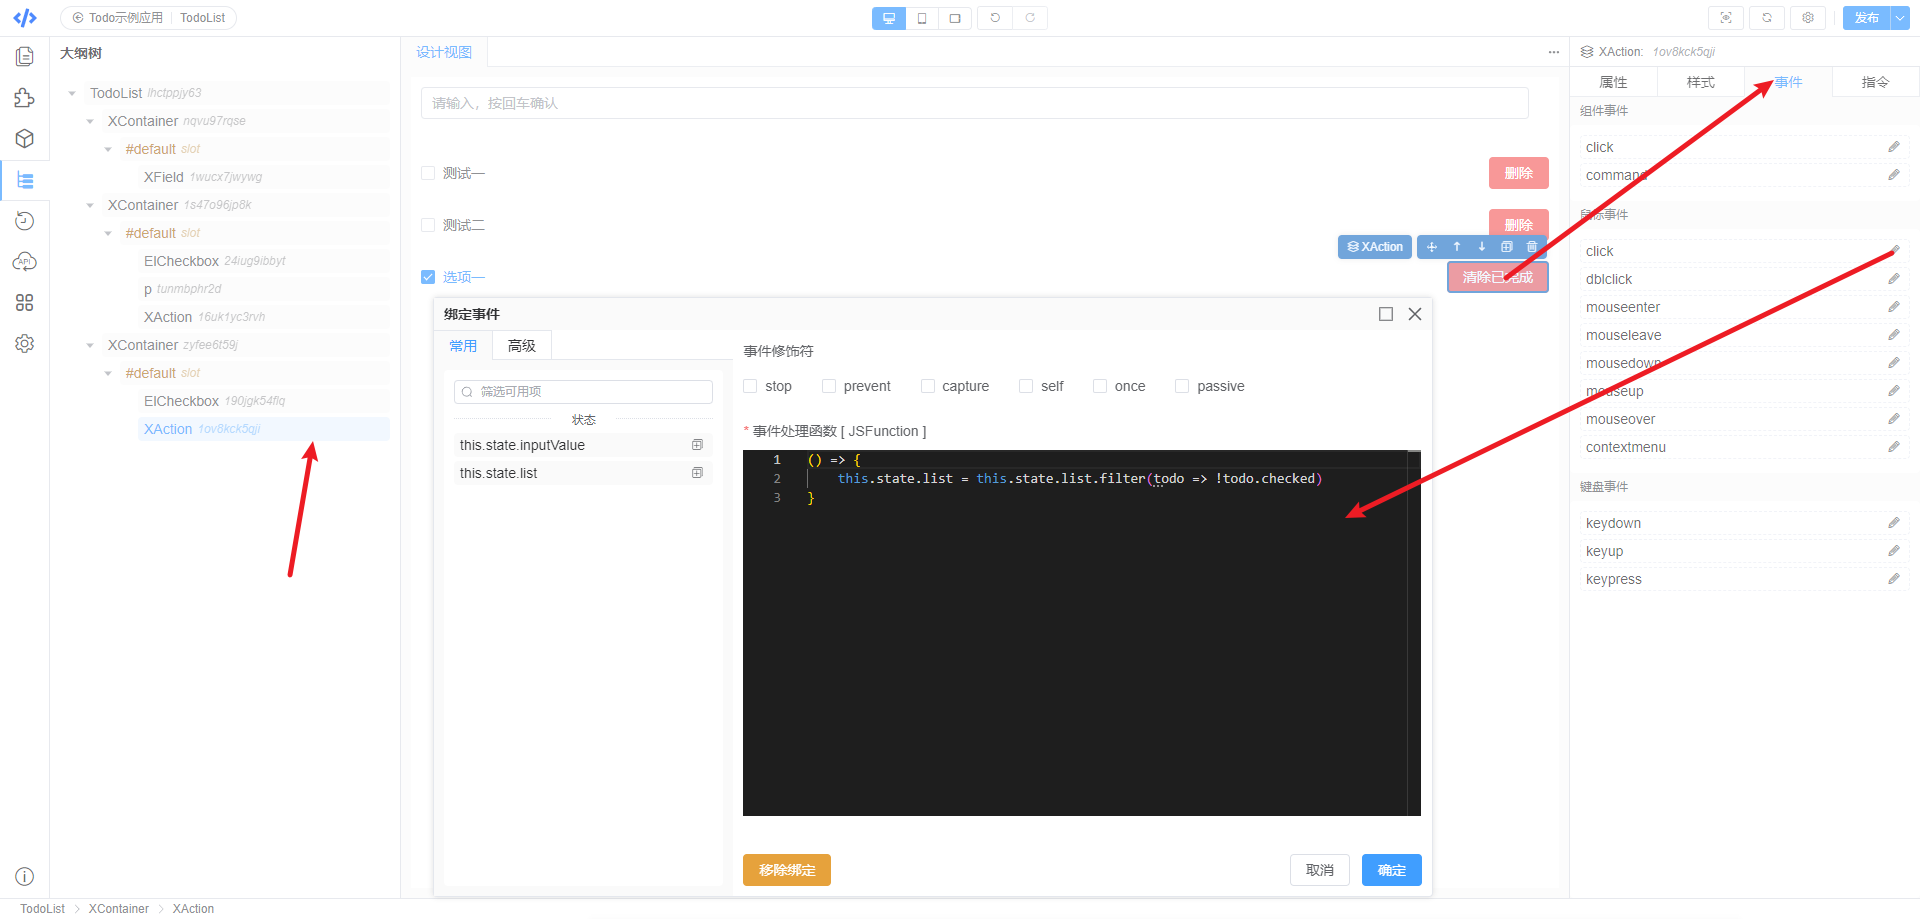 Todo示例应用
TodoList
发布
大纲树
TodoList lhctppjy63
XContainer nqvu97rqse
#default slot
XField 1wucx7jwywg
XContainer 1s47o96jp8k
#default slot
ElCheckbox 24iug9ibbyt
p tunmbphr2d
XAction 16uk1yc3rvh
XContainer zyfee6t59j
#default slot
ElCheckbox 190jgk54flq
XAction 1ov8kck5qji
设计视图
请输入，按回车确认
测试一
删除
测试二
删除
XAction
选项一
清除已完成
绑定事件
常用
高级
筛选可用项
状态
this.state.inputValue
this.state.list
事件修饰符
stop
prevent
capture
self
once
passive
* 事件处理函数 [ JSFunction ]
1 () => {
2 this.state.list = this.state.list.filter(todo => !todo.checked)
3 }
移除绑定
取消
确定
XAction: 1ov8kck5qji
属性
样式
事件
指令
组件事件
click
command
鼠标事件
click
dblclick
mouseenter
mouseleave
mousedown
mouseup
mouseover
contextmenu
键盘事件
keydown
keyup
keypress
API
TodoList
XContainer
XAction